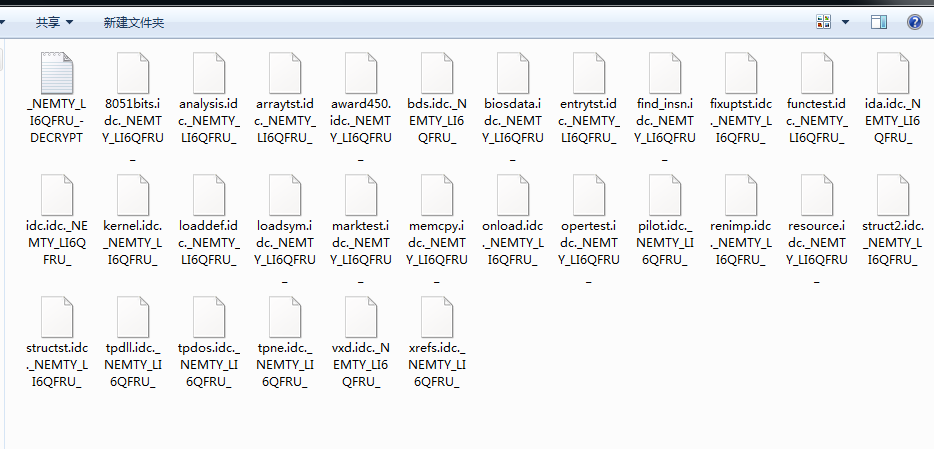 共享 新建文件夹
_NEMTY_LI6QFRU_-DECRYPT
8051bits.idc._NEMTY_LI6QFRU_
analysis.idc._NEMTY_LI6QFRU_
arraytst.idc._NEMTY_LI6QFRU_
award450.idc._NEMTY_LI6QFRU_
bds.idc._NEMTY_LI6QFRU_
biosdata.idc._NEMTY_LI6QFRU_
entrytst.idc._NEMTY_LI6QFRU_
find_insn.idc._NEMTY_LI6QFRU_
fixuptst.idc._NEMTY_LI6QFRU_
functest.idc._NEMTY_LI6QFRU_
ida.idc._NEMTY_LI6QFRU_
idc.idc._NEMTY_LI6QFRU_
kernel.idc._NEMTY_LI6QFRU_
loaddef.idc._NEMTY_LI6QFRU_
loadsym.idc._NEMTY_LI6QFRU_
marktest.idc._NEMTY_LI6QFRU_
memcpy.idc._NEMTY_LI6QFRU_
onload.idc._NEMTY_LI6QFRU_
opertest.idc._NEMTY_LI6QFRU_
pilot.idc._NEMTY_LI6QFRU_
renimp.idc._NEMTY_LI6QFRU_
resource.idc._NEMTY_LI6QFRU_
struct2.idc._NEMTY_LI6QFRU_
structst.idc._NEMTY_LI6QFRU_
tpdll.idc._NEMTY_LI6QFRU_
tpdos.idc._NEMTY_LI6QFRU_
tpne.idc._NEMTY_LI6QFRU_
vxd.idc._NEMTY_LI6QFRU_
xrefs.idc._NEMTY_LI6QFRU_